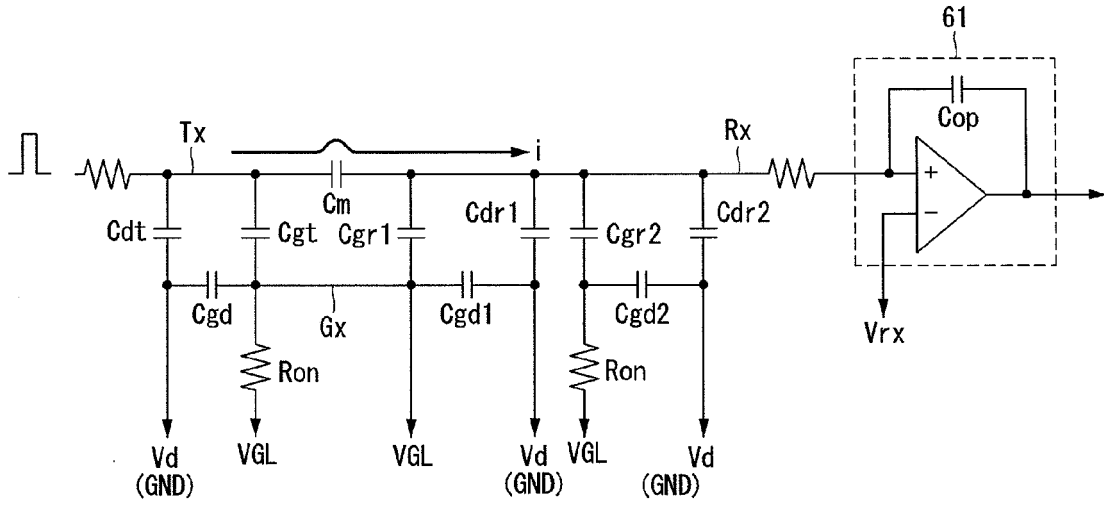 61
Cop
Tx
i
Rx
Cm
Cdt
Cgt
Cgr1
Cdr1
Cgr2
Cdr2
+
−
Cgd
Gx
Cgd1
Cgd2
Vrx
Ron
Ron
Vd
(GND)
VGL
VGL
Vd
(GND)
VGL
Vd
(GND)